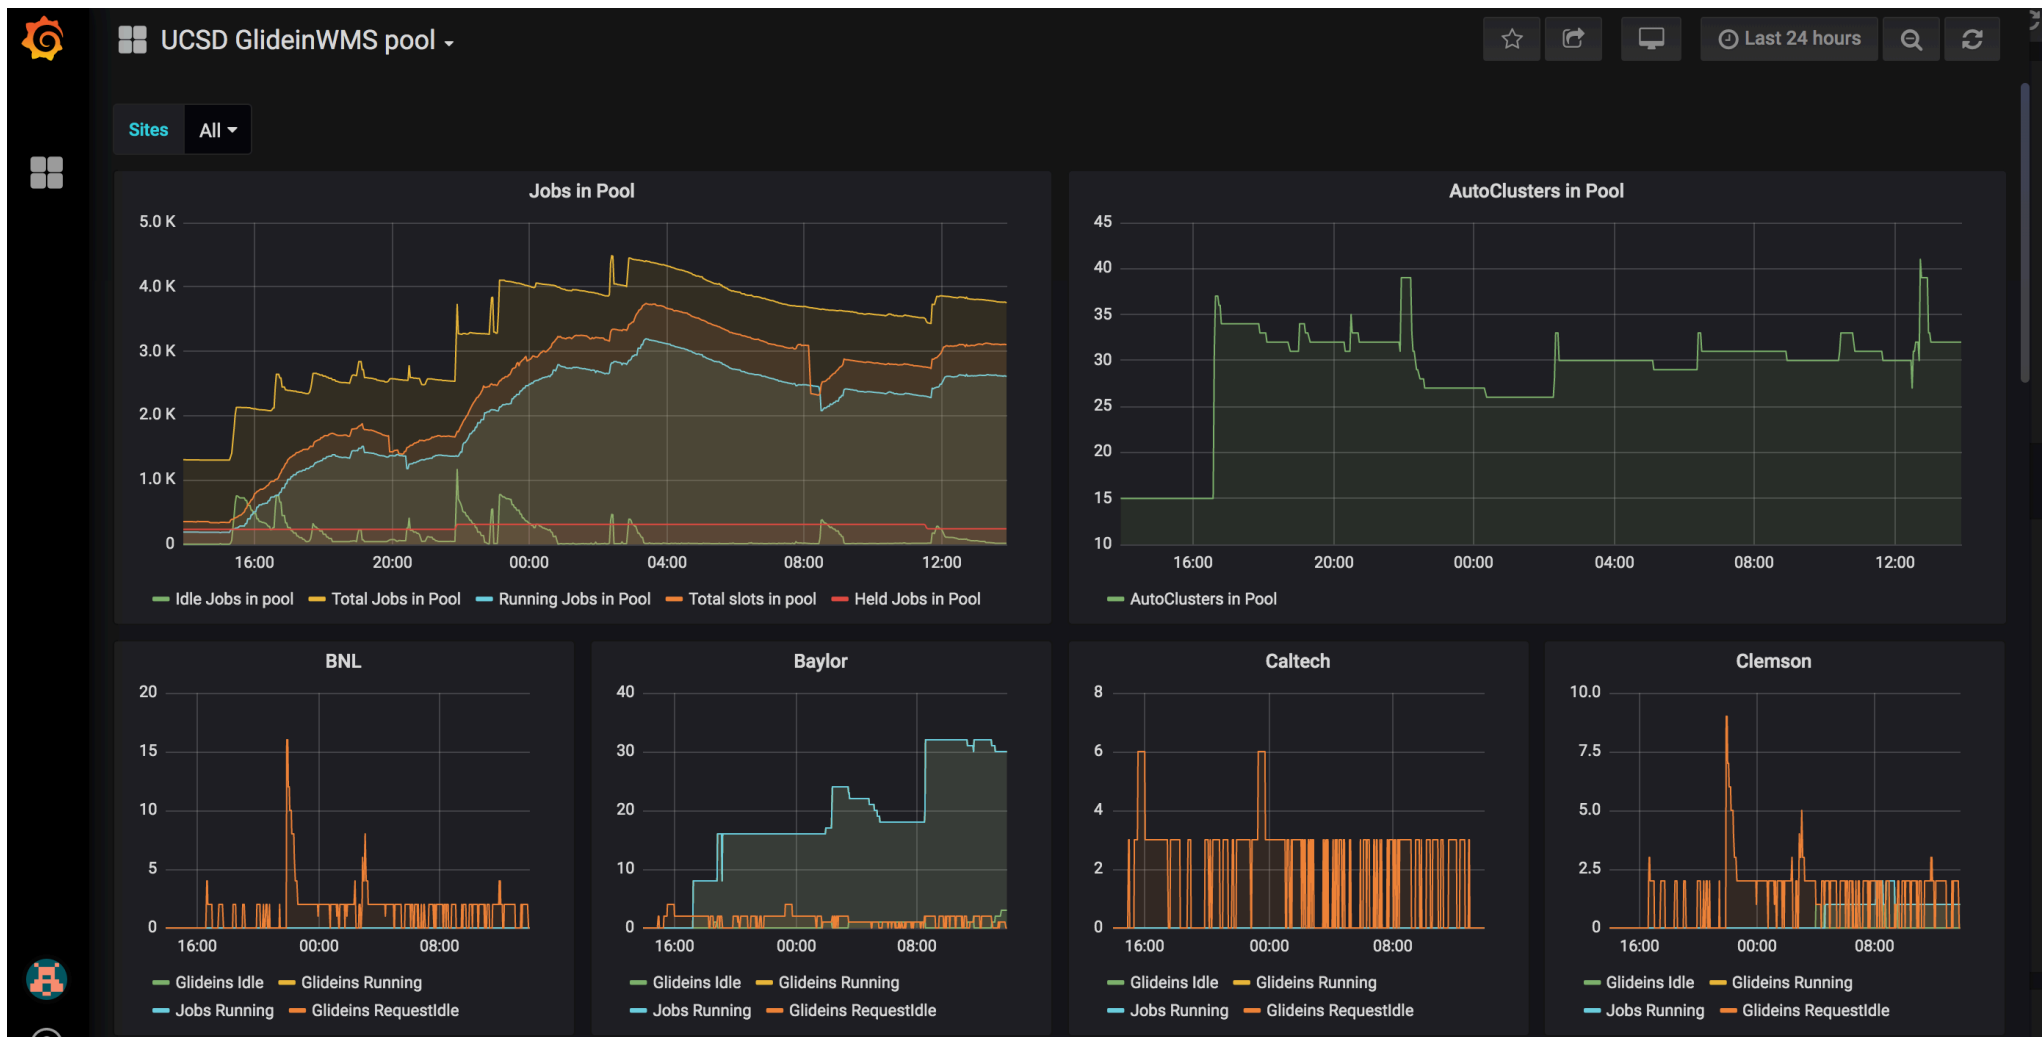 UCSD GlideinWMS pool
Last 24 hours
Sites All
Jobs in Pool
5.0 K
4.0 K
3.0 K
2.0 K
1.0 K
0
16:00 20:00 00:00 04:00 08:00 12:00
Idle Jobs in pool Total Jobs in Pool Running Jobs in Pool Total slots in pool Held Jobs in Pool
AutoClusters in Pool
45
40
35
30
25
20
15
10
16:00 20:00 00:00 04:00 08:00 12:00
AutoClusters in Pool
BNL
20
15
10
5
0
16:00 00:00 08:00
Glideins Idle Glideins Running
Jobs Running Glideins RequestIdle
Baylor
40
30
20
10
0
16:00 00:00 08:00
Glideins Idle Glideins Running
Jobs Running Glideins RequestIdle
Caltech
8
6
4
2
0
16:00 00:00 08:00
Glideins Idle Glideins Running
Jobs Running Glideins RequestIdle
Clemson
10.0
7.5
5.0
2.5
0
16:00 00:00 08:00
Glideins Idle Glideins Running
Jobs Running Glideins RequestIdle